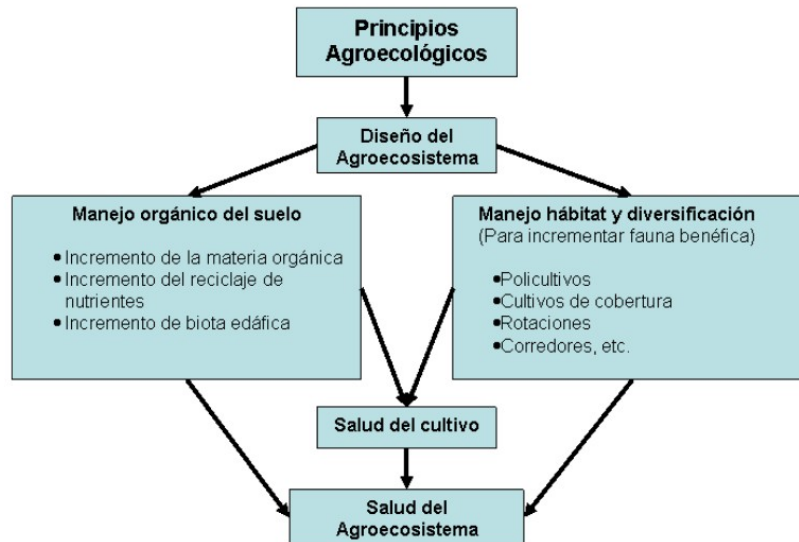 Principios
Agroecológicos
Diseño del
Agroecosistema
Manejo orgánico del suelo
•Incremento de la materia orgánica
•Incremento del reciclaje de
nutrientes
•Incremento de biota edáfica
Manejo hábitat y diversificación
(Para incrementar fauna benéfica)
•Policultivos
•Cultivos de cobertura
•Rotaciones
•Corredores, etc.
Salud del cultivo
Salud del
Agroecosistema